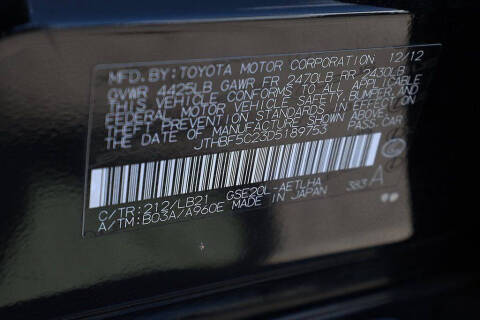 MFD. BY: TOYOTA MOTOR CORPORATION 12/12
GVWR 4425LB GAWR FR 2470LB RR 2430LB
THIS VEHICLE CONFORMS TO ALL APPLICABLE
FEDERAL MOTOR VEHICLE SAFETY, BUMPER, AND
THEFT PREVENTION STANDARDS IN EFFECT ON
THE DATE OF MANUFACTURE SHOWN ABOVE.
JTHBF5C23D5189753 PASS CAR
C/TR:212/LB21 GSE20L-AETLHA 383 A
A/TM:B03A/A960E MADE IN JAPAN